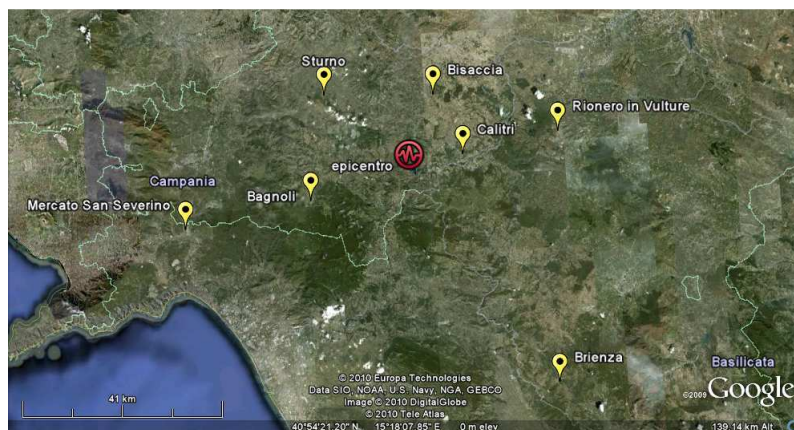 Sturno
Bisaccia
Rionero in Vulture
Calitri
epicentro
Campania
Bagnoli
Mercato San Severino
Brienza
Basilicata
© 2010 Europa Technologies
Data SIO, NOAA, U.S. Navy, NGA, GEBCO
Image © 2010 DigitalGlobe
© 2010 Tele Atlas
©2009 Google
41 km
40°54'21.20" N 15°18'07.85" E 0 m elev 139.14 km Alt